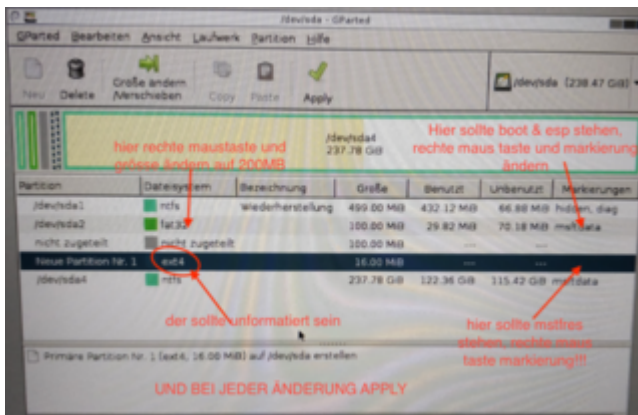 /dev/sda - GParted
GParted Bearbeiten Ansicht Laufwerk Partition Hilfe
Neu Delete Größe ändern /Verschieben Copy Paste Apply
/dev/sda (238.47 GiB)
/dev/sda4
237.78 GiB
hier rechte maustaste und
grösse ändern auf 200MB
Hier sollte boot & esp stehen,
rechte maus taste und markierung
ändern
Partition Dateisystem Bezeichnung Größe Benutzt Unbenutzt Markierungen
/dev/sda1 ntfs Wiederherstellung 499.00 MiB 432.12 MiB 66.88 MiB hidden, diag
/dev/sda2 fat32 100.00 MiB 29.82 MiB 70.18 MiB msftdata
nicht zugeteilt nicht zugeteilt 100.00 MiB --- ---
Neue Partition Nr. 1 ext4 16.00 MiB --- ---
/dev/sda4 ntfs 237.78 GiB 122.36 GiB 115.42 GiB msftdata
der sollte unformatiert sein
hier sollte msftres
stehen, rechte maus
taste markierung!!!
Primäre Partition Nr. 1 (ext4, 16.00 MiB) auf /dev/sda erstellen
UND BEI JEDER ÄNDERUNG APPLY